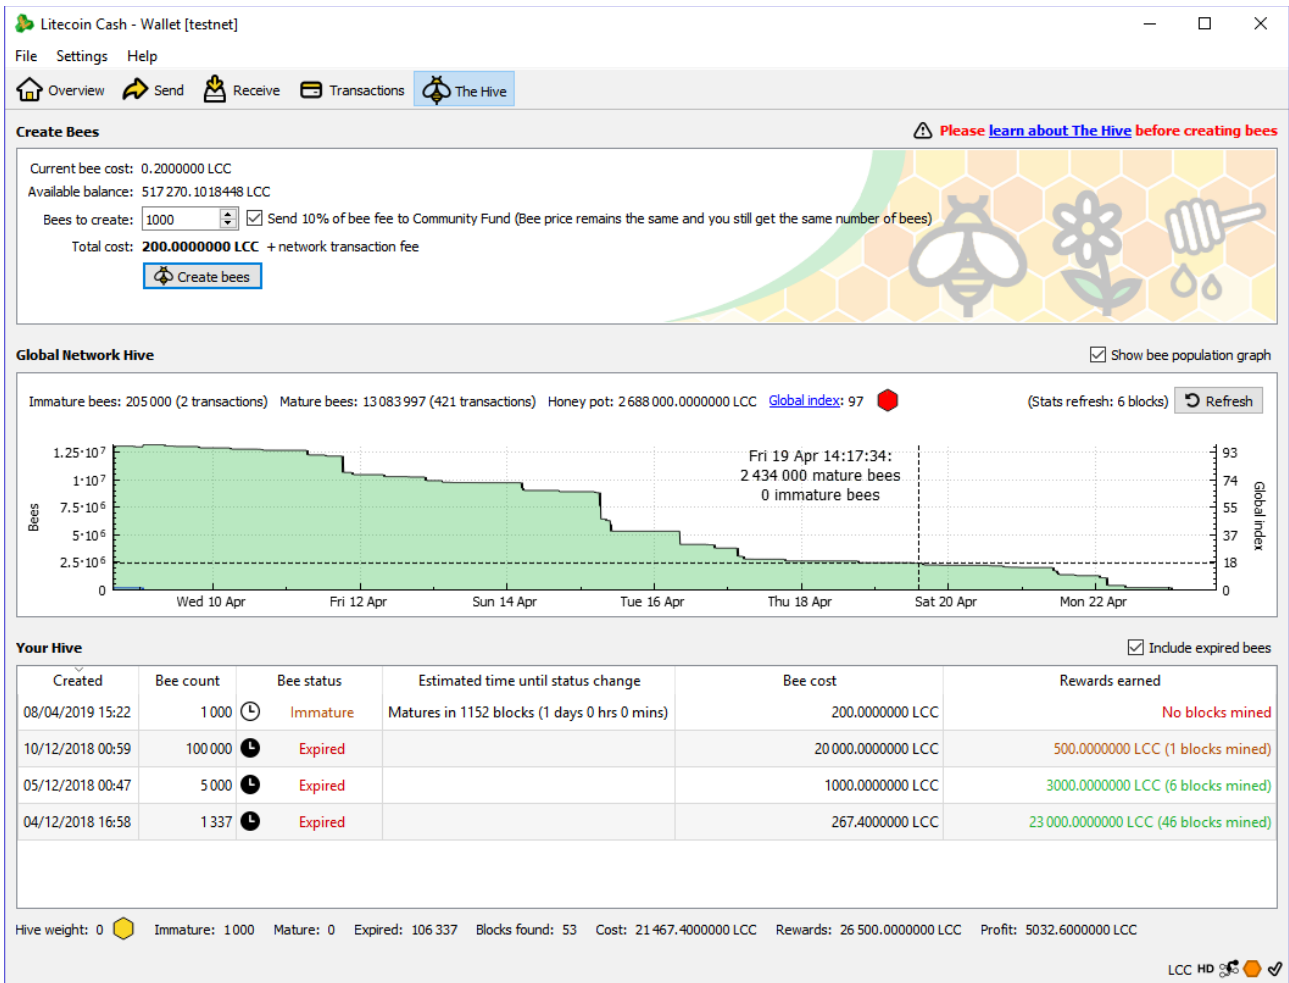 Litecoin Cash - Wallet [testnet]
File Settings Help
Overview Send Receive Transactions The Hive
Create Bees
Please learn about The Hive before creating bees
Current bee cost: 0.2000000 LCC
Available balance: 517 270.1018448 LCC
Bees to create: 1000 Send 10% of bee fee to Community Fund (Bee price remains the same and you still get the same number of bees)
Total cost: 200.0000000 LCC + network transaction fee
Create bees
Global Network Hive
Show bee population graph
Immature bees: 205 000 (2 transactions) Mature bees: 13 083 997 (421 transactions) Honey pot: 2 688 000.0000000 LCC Global index: 97 (Stats refresh: 6 blocks) Refresh
Bees
1.25·10⁷
1·10⁷
7.5·10⁶
5·10⁶
2.5·10⁶
0
Fri 19 Apr 14:17:34:
2 434 000 mature bees
0 immature bees
93
74
55
37
18
0
Global index
Wed 10 Apr Fri 12 Apr Sun 14 Apr Tue 16 Apr Thu 18 Apr Sat 20 Apr Mon 22 Apr
Your Hive
Include expired bees
Created Bee count Bee status Estimated time until status change Bee cost Rewards earned
08/04/2019 15:22 1 000 Immature Matures in 1152 blocks (1 days 0 hrs 0 mins) 200.0000000 LCC No blocks mined
10/12/2018 00:59 100 000 Expired 20 000.0000000 LCC 500.0000000 LCC (1 blocks mined)
05/12/2018 00:47 5 000 Expired 1000.0000000 LCC 3000.0000000 LCC (6 blocks mined)
04/12/2018 16:58 1 337 Expired 267.4000000 LCC 23 000.0000000 LCC (46 blocks mined)
Hive weight: 0 Immature: 1 000 Mature: 0 Expired: 106 337 Blocks found: 53 Cost: 21 467.4000000 LCC Rewards: 26 500.0000000 LCC Profit: 5032.6000000 LCC
LCC HD